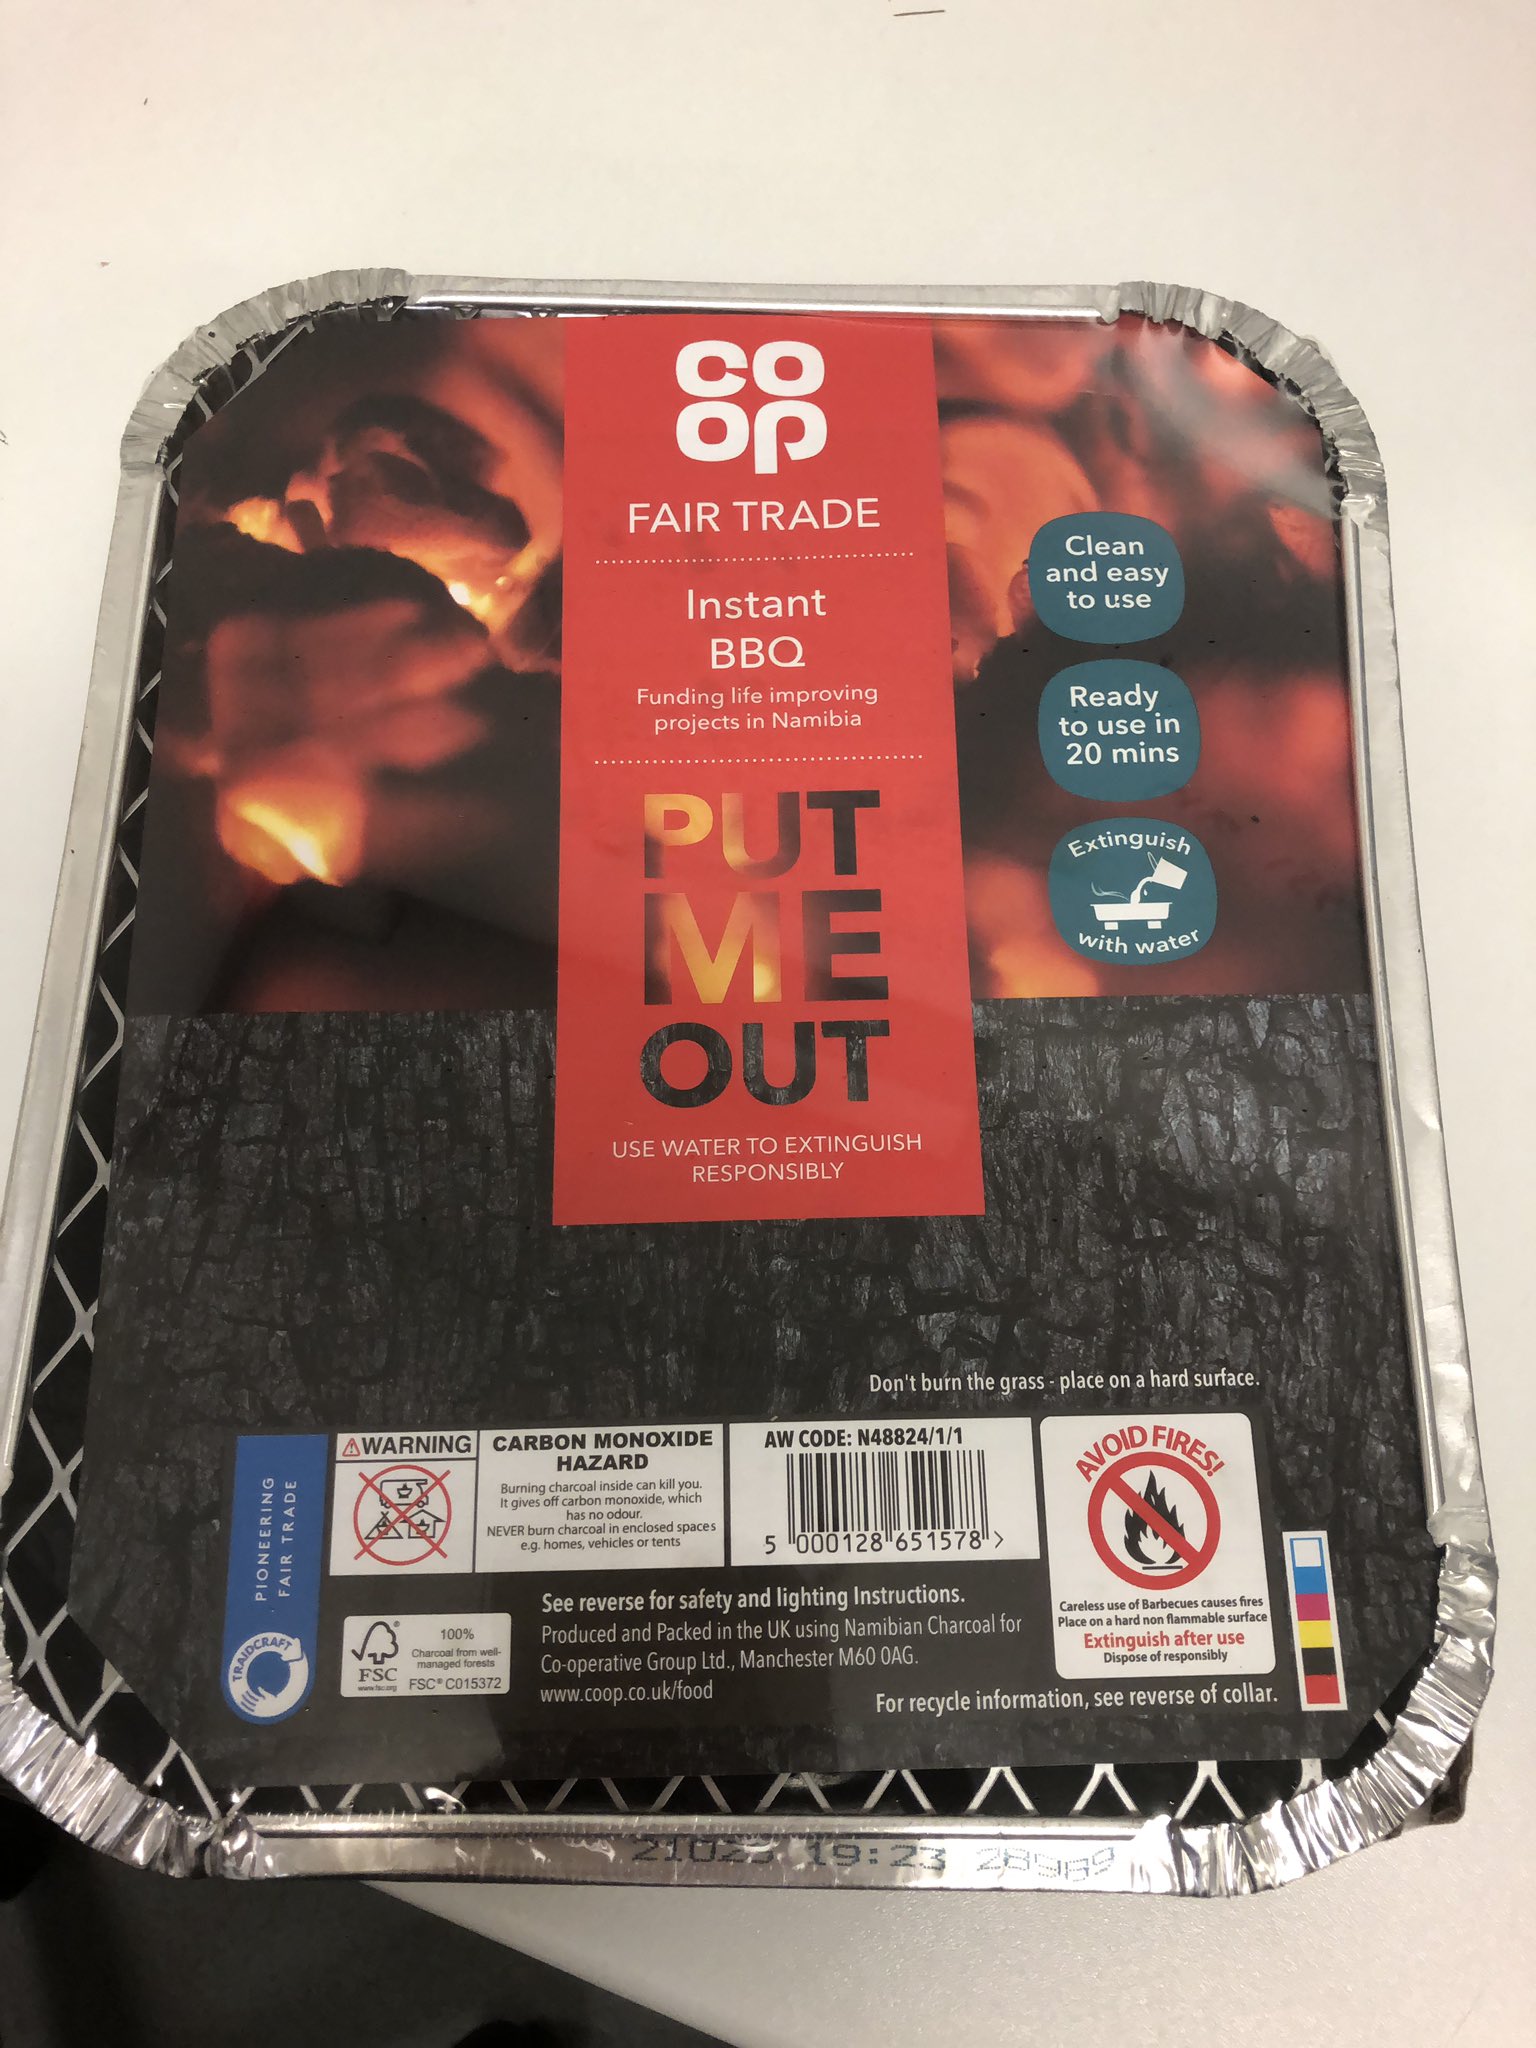 CO
OP
FAIR TRADE
Instant
BBQ
Funding life improving
projects in Namibia
PUT
ME
OUT
USE WATER TO EXTINGUISH
RESPONSIBLY
Clean
and easy
to use
Ready
to use in
20 mins
Extinguish
with water
Don't burn the grass - place on a hard surface.
PIONEERING
FAIR TRADE
TRAIDCRAFT
WARNING
CARBON MONOXIDE
HAZARD
Burning charcoal inside can kill you.
It gives off carbon monoxide, which
has no odour.
NEVER burn charcoal in enclosed spaces
e.g. homes, vehicles or tents
AW CODE: N48824/1/1
5 000128 651578 >
AVOID FIRES!
Careless use of Barbecues causes fires
Place on a hard non flammable surface
Extinguish after use
Dispose of responsibly
FSC
www.fsc.org
100%
Charcoal from well-
managed forests
FSC® C015372
See reverse for safety and lighting Instructions.
Produced and Packed in the UK using Namibian Charcoal for
Co-operative Group Ltd., Manchester M60 0AG.
www.coop.co.uk/food
For recycle information, see reverse of collar.
21023 19:23 28989